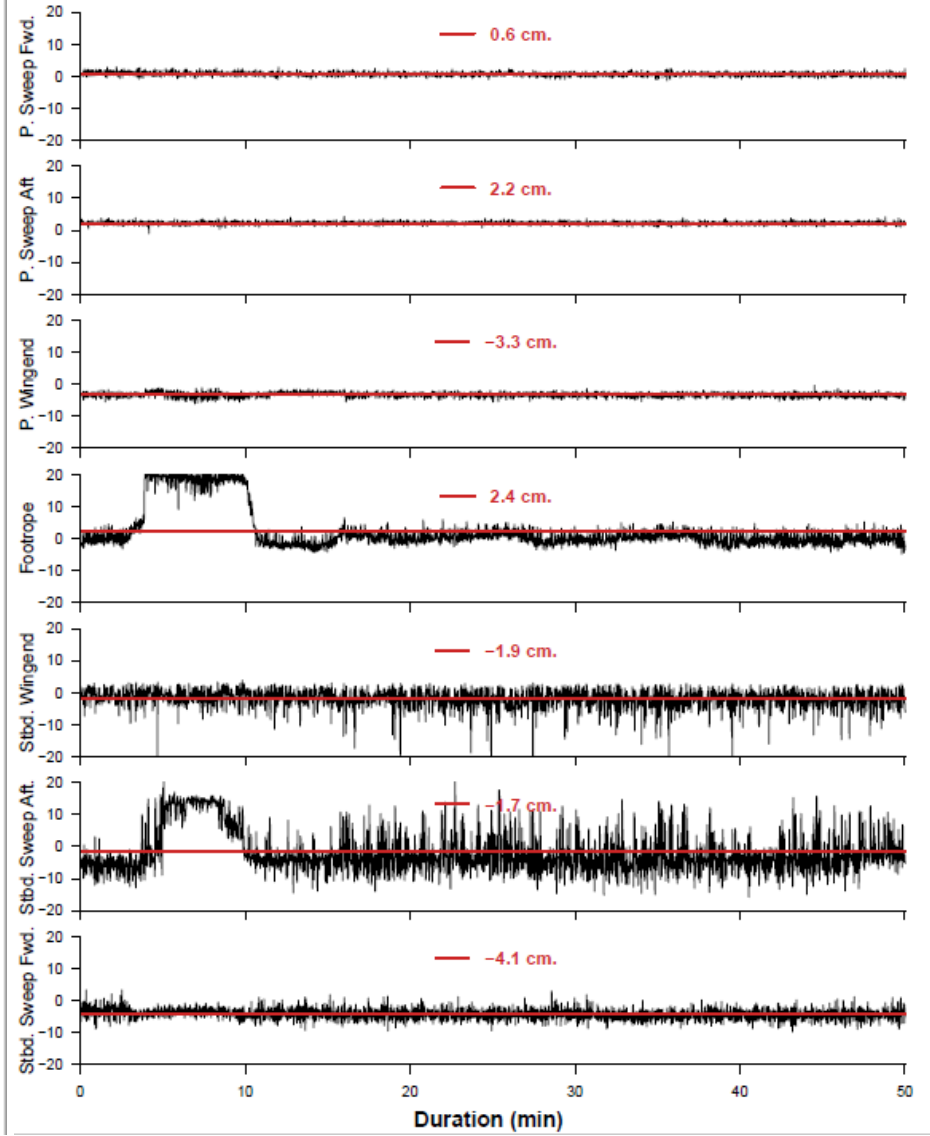 20
10
0
−10
−20
P. Sweep Fwd.
0.6 cm.
20
10
0
−10
−20
P. Sweep Aft
2.2 cm.
20
10
0
−10
−20
P. Wingend
−3.3 cm.
20
10
0
−10
−20
Footrope
2.4 cm.
20
10
0
−10
−20
Stbd. Wingend
−1.9 cm.
20
10
0
−10
−20
Stbd. Sweep Aft.
−1.7 cm.
20
10
0
−10
−20
Stbd. Sweep Fwd.
−4.1 cm.
0 10 20 30 40 50
Duration (min)